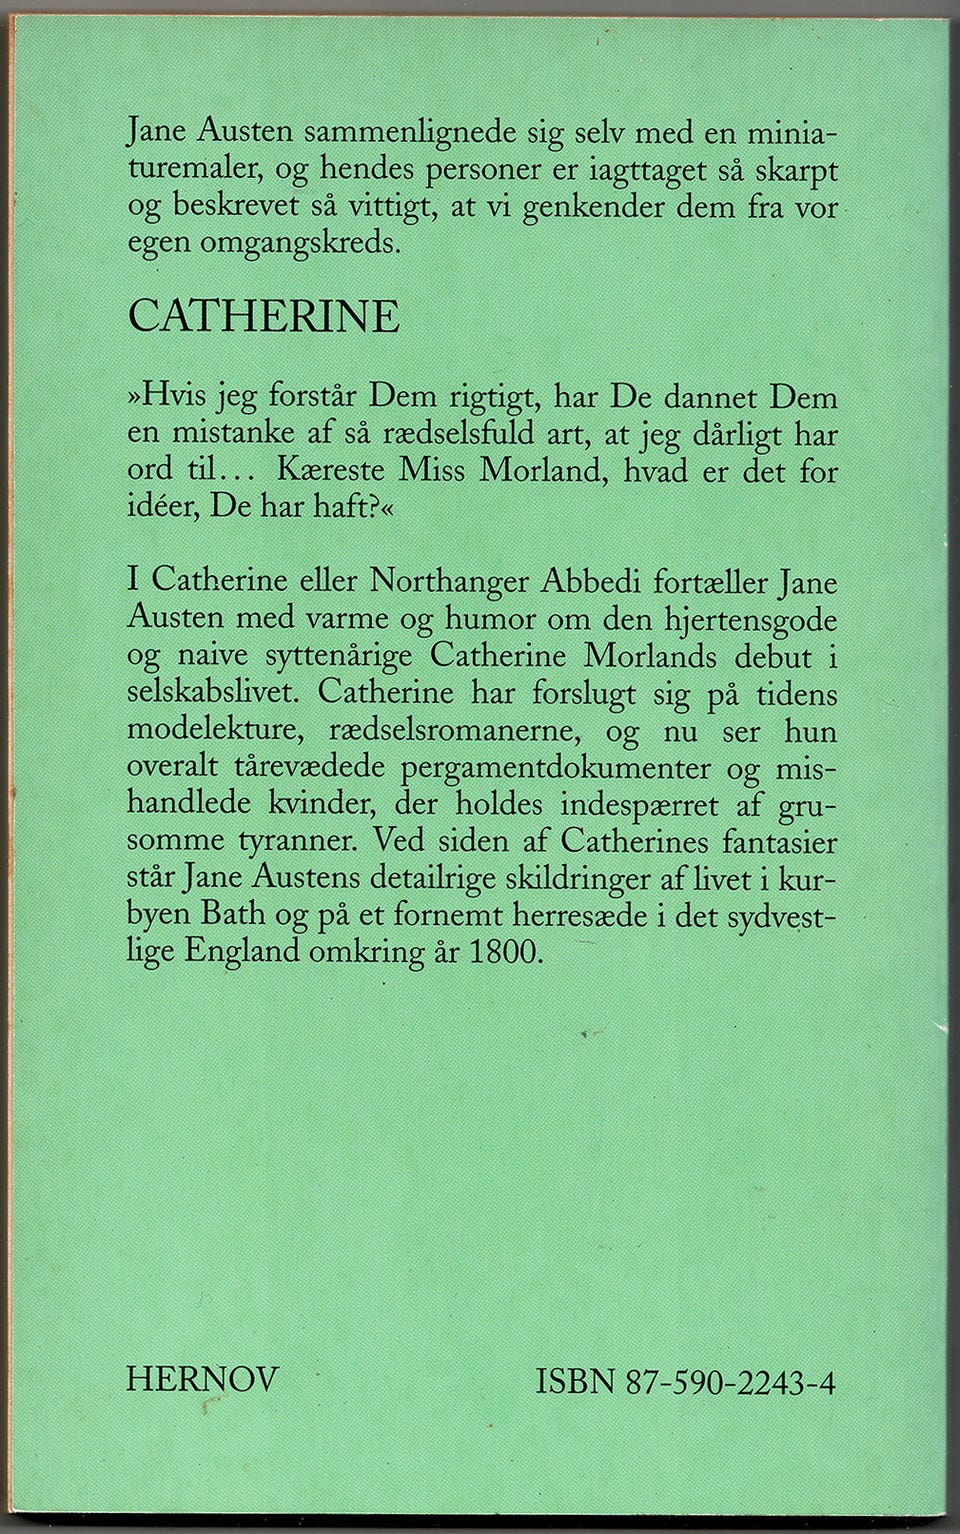 Jane Austen sammenlignede sig selv med en minia-
turemaler, og hendes personer er iagttaget så skarpt
og beskrevet så vittigt, at vi genkender dem fra vor
egen omgangskreds.
CATHERINE
»Hvis jeg forstår Dem rigtigt, har De dannet Dem
en mistanke af så rædselsfuld art, at jeg dårligt har
ord til... Kæreste Miss Morland, hvad er det for
idéer, De har haft?«
I Catherine eller Northanger Abbedi fortæller Jane
Austen med varme og humor om den hjertensgode
og naive syttenårige Catherine Morlands debut i
selskabslivet. Catherine har forslugt sig på tidens
modelekture, rædselsromanerne, og nu ser hun
overalt tårevædede pergamentdokumenter og mis-
handlede kvinder, der holdes indespærret af gru-
somme tyranner. Ved siden af Catherines fantasier
står Jane Austens detailrige skildringer af livet i kur-
byen Bath og på et fornemt herresæde i det sydvest-
lige England omkring år 1800.
HERNOV ISBN 87-590-2243-4